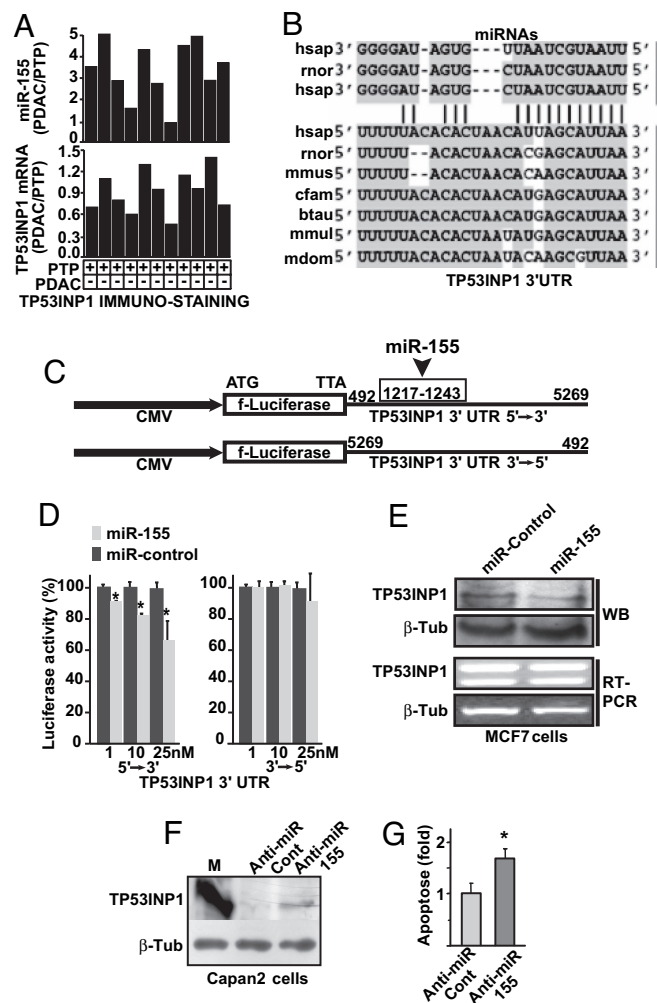 A
miR-155
(PDAC/PTP)
5
4
3
2
1
0
TP53INP1 mRNA
(PDAC/PTP)
1.5
1.2
0.9
0.6
0.3
0.0
PTP + + + + + + + + + + +
PDAC - - - - - - - - - - -
TP53INP1 IMMUNO-STAINING
B
miRNAs
hsap 3' GGGGAU-AGUG---UUAAUCGUAAUU 5'
rnor 3' GGGGAU-AGUG---CUAAUCGUAAUU 5'
hsap 3' GGGGAU-AGUG---CUAAUCGUAAUU 5'
hsap 5' UUUUUACACACUAACAUUAGCAUUAA 3'
rnor 5' UUUUU--ACACUAACACGAGCAUUAA 3'
mmus 5' UUUUU--ACACUAACACAAGCAUUAA 3'
cfam 5' UUUUUACACACUAACAUGAGCAUUAA 3'
btau 5' UUUUUACACACUAACAUGAGCAUUAA 3'
mmul 5' UUUUUACACACUAAUAUGAGCAUUAA 3'
mdom 5' UUUUUACACACUAAUACAAGCGUUAA 3'
TP53INP1 3'UTR
C
miR-155
ATG TTA
492 1217-1243 5269
f-Luciferase
CMV
TP53INP1 3' UTR 5'→3'
5269 492
f-Luciferase
CMV
TP53INP1 3' UTR 3'→5'
D
miR-155
miR-control
Luciferase activity (%)
100
80
60
40
20
0
* * *
1 10 25nM
5'→3'
100
80
60
40
20
0
1 10 25nM
3'→5'
TP53INP1 3' UTR
E
miR-Control
miR-155
TP53INP1
β-Tub
WB
TP53INP1
β-Tub
RT-
PCR
MCF7 cells
F
M
Anti-miR
Cont
Anti-miR
155
TP53INP1
β-Tub
Capan2 cells
G
Apoptose (fold)
2
1
*
Anti-miR
Cont
Anti-miR
155